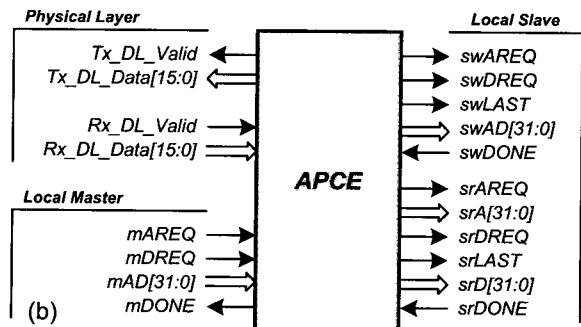 Physical Layer
Tx_DL_Valid
Tx_DL_Data[15:0]
Rx_DL_Valid
Rx_DL_Data[15:0]
Local Master
mAREQ
mDREQ
mAD[31:0]
mDONE
(b)
APCE
Local Slave
swAREQ
swDREQ
swLAST
swAD[31:0]
swDONE
srAREQ
srA[31:0]
srDREQ
srLAST
srD[31:0]
srDONE